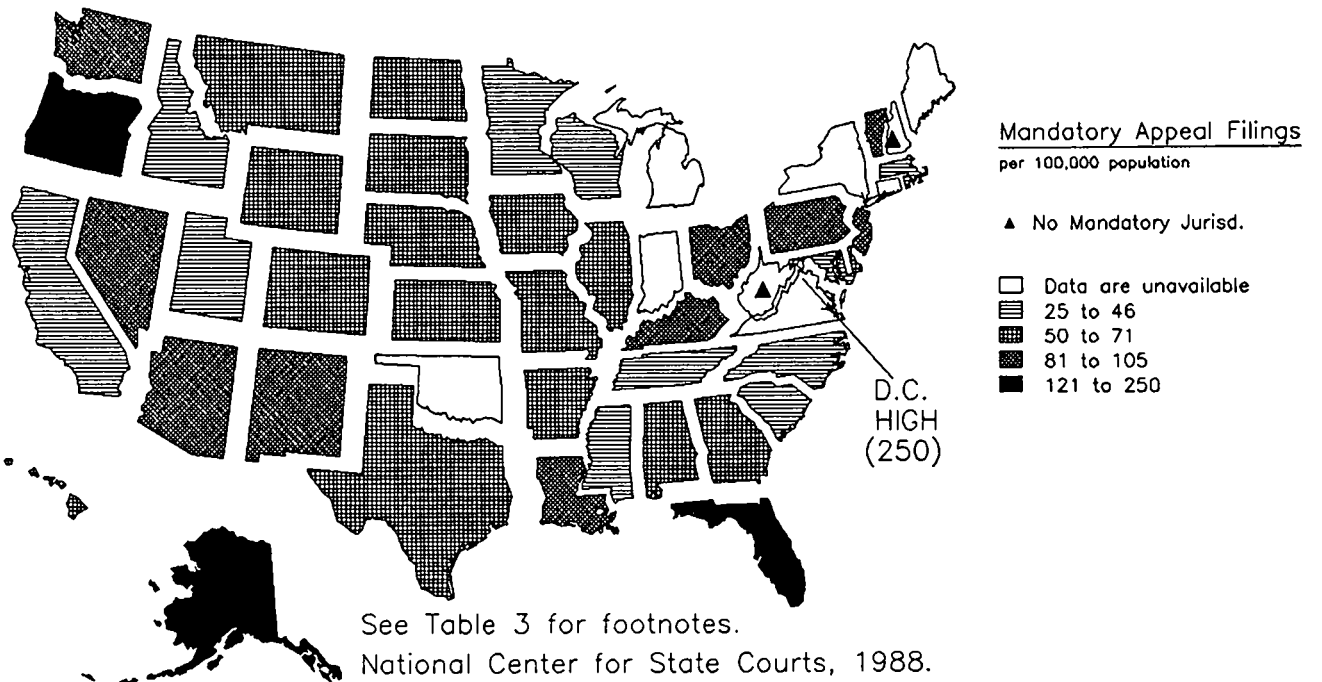 Mandatory Appeal Filings
per 100,000 population
▲ No Mandatory Jurisd.
Data are unavailable
25 to 46
50 to 71
81 to 105
121 to 250
D.C.
HIGH
(250)
See Table 3 for footnotes.
National Center for State Courts, 1988.